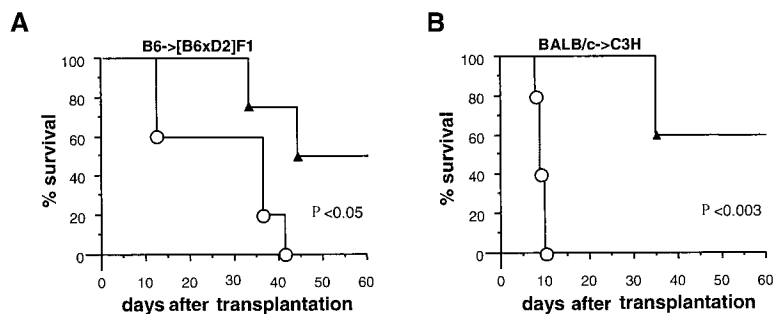 A
B6->[B6xD2]F1
100
80
60
40
20
0
% survival
P <0.05
0 10 20 30 40 50 60
days after transplantation
B
BALB/c->C3H
100
80
60
40
20
0
% survival
P <0.003
0 10 20 30 40 50 60
days after transplantation